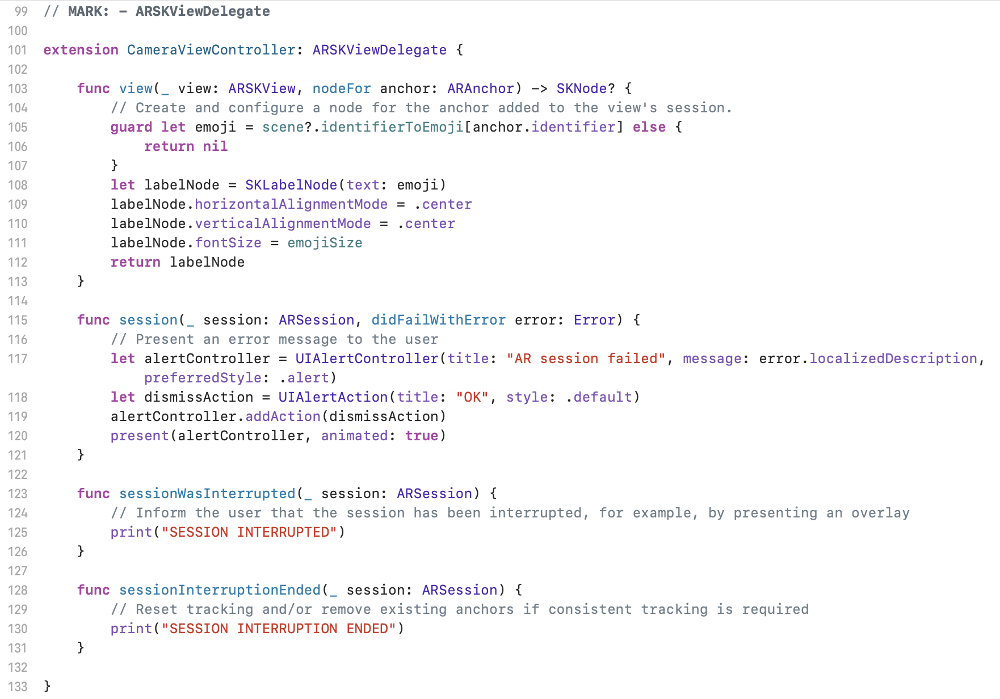 99 // MARK: - ARSKViewDelegate
100
101 extension CameraViewController: ARSKViewDelegate {
102
103     func view(_ view: ARSKView, nodeFor anchor: ARAnchor) -> SKNode? {
104         // Create and configure a node for the anchor added to the view's session.
105         guard let emoji = scene?.identifierToEmoji[anchor.identifier] else {
106             return nil
107         }
108         let labelNode = SKLabelNode(text: emoji)
109         labelNode.horizontalAlignmentMode = .center
110         labelNode.verticalAlignmentMode = .center
111         labelNode.fontSize = emojiSize
112         return labelNode
113     }
114
115     func session(_ session: ARSession, didFailWithError error: Error) {
116         // Present an error message to the user
117         let alertController = UIAlertController(title: "AR session failed", message: error.localizedDescription,
            preferredStyle: .alert)
118         let dismissAction = UIAlertAction(title: "OK", style: .default)
119         alertController.addAction(dismissAction)
120         present(alertController, animated: true)
121     }
122
123     func sessionWasInterrupted(_ session: ARSession) {
124         // Inform the user that the session has been interrupted, for example, by presenting an overlay
125         print("SESSION INTERRUPTED")
126     }
127
128     func sessionInterruptionEnded(_ session: ARSession) {
129         // Reset tracking and/or remove existing anchors if consistent tracking is required
130         print("SESSION INTERRUPTION ENDED")
131     }
132
133 }